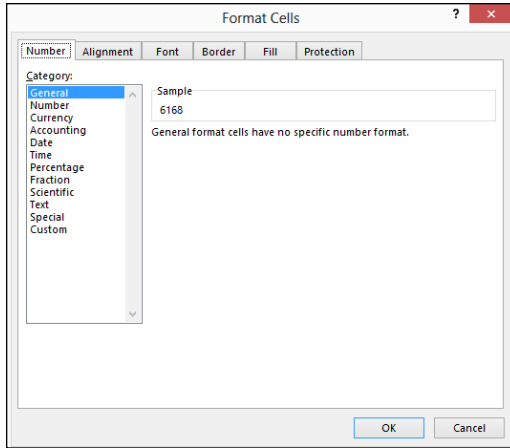 Format Cells
?
×
Number Alignment Font Border Fill Protection
Category:
General
Number
Currency
Accounting
Date
Time
Percentage
Fraction
Scientific
Text
Special
Custom
Sample
6168
General format cells have no specific number format.
OK Cancel